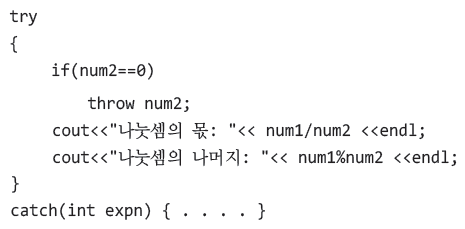 try
{
if(num2==0)
throw num2;
cout<<"나눗셈의 몫: "<< num1/num2 <<endl;
cout<<"나눗셈의 나머지: "<< num1%num2 <<endl;
}
catch(int expn) { . . . . }